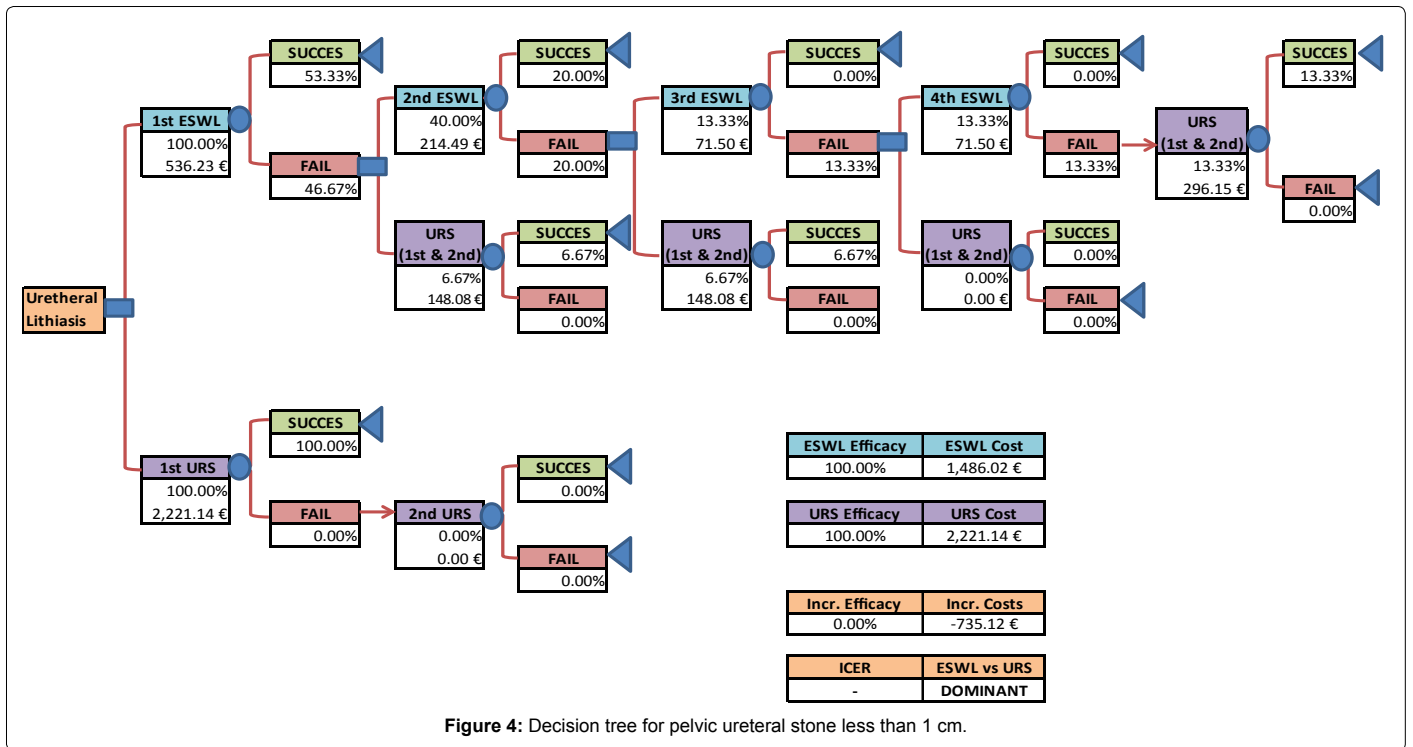 SUCCES
53.33%
1st ESWL
100.00%
536.23 €
FAIL
46.67%
2nd ESWL
40.00%
214.49 €
SUCCES
20.00%
FAIL
20.00%
URS
(1st & 2nd)
6.67%
148.08 €
SUCCES
6.67%
FAIL
0.00%
3rd ESWL
13.33%
71.50 €
SUCCES
0.00%
FAIL
13.33%
URS
(1st & 2nd)
6.67%
148.08 €
SUCCES
6.67%
FAIL
0.00%
4th ESWL
13.33%
71.50 €
SUCCES
0.00%
FAIL
13.33%
URS
(1st & 2nd)
0.00%
0.00 €
SUCCES
0.00%
FAIL
0.00%
URS
(1st & 2nd)
13.33%
296.15 €
SUCCES
13.33%
FAIL
0.00%
Uretheral
Lithiasis
1st URS
100.00%
2,221.14 €
SUCCES
100.00%
FAIL
0.00%
2nd URS
0.00%
0.00 €
SUCCES
0.00%
FAIL
0.00%
ESWL Efficacy ESWL Cost
100.00% 1,486.02 €
URS Efficacy URS Cost
100.00% 2,221.14 €
Incr. Efficacy Incr. Costs
0.00% -735.12 €
ICER ESWL vs URS
- DOMINANT
Figure 4: Decision tree for pelvic ureteral stone less than 1 cm.